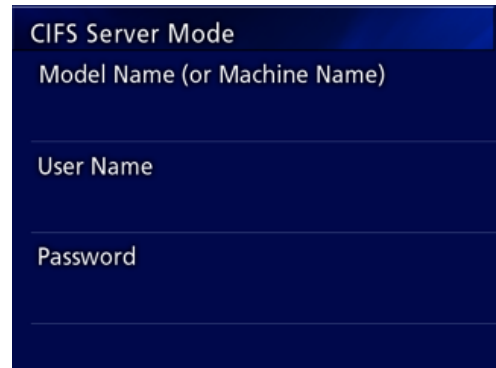 CIFS Server Mode
Model Name (or Machine Name)
User Name
Password